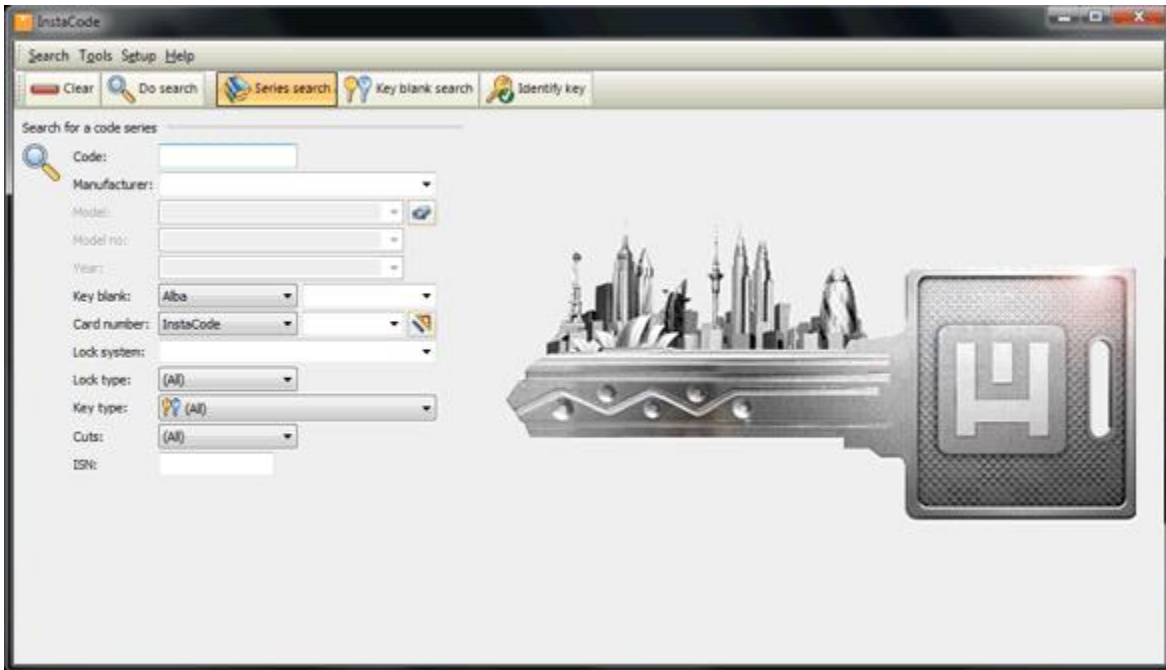 InstaCode
Search Tools Setup Help
Clear Do search Series search Key blank search Identify key
Search for a code series
Code:
Manufacturer:
Model:
Model no:
Year:
Key blank: Alba
Card number: InstaCode
Lock system:
Lock type: (All)
Key type: (All)
Cuts: (All)
ISN: